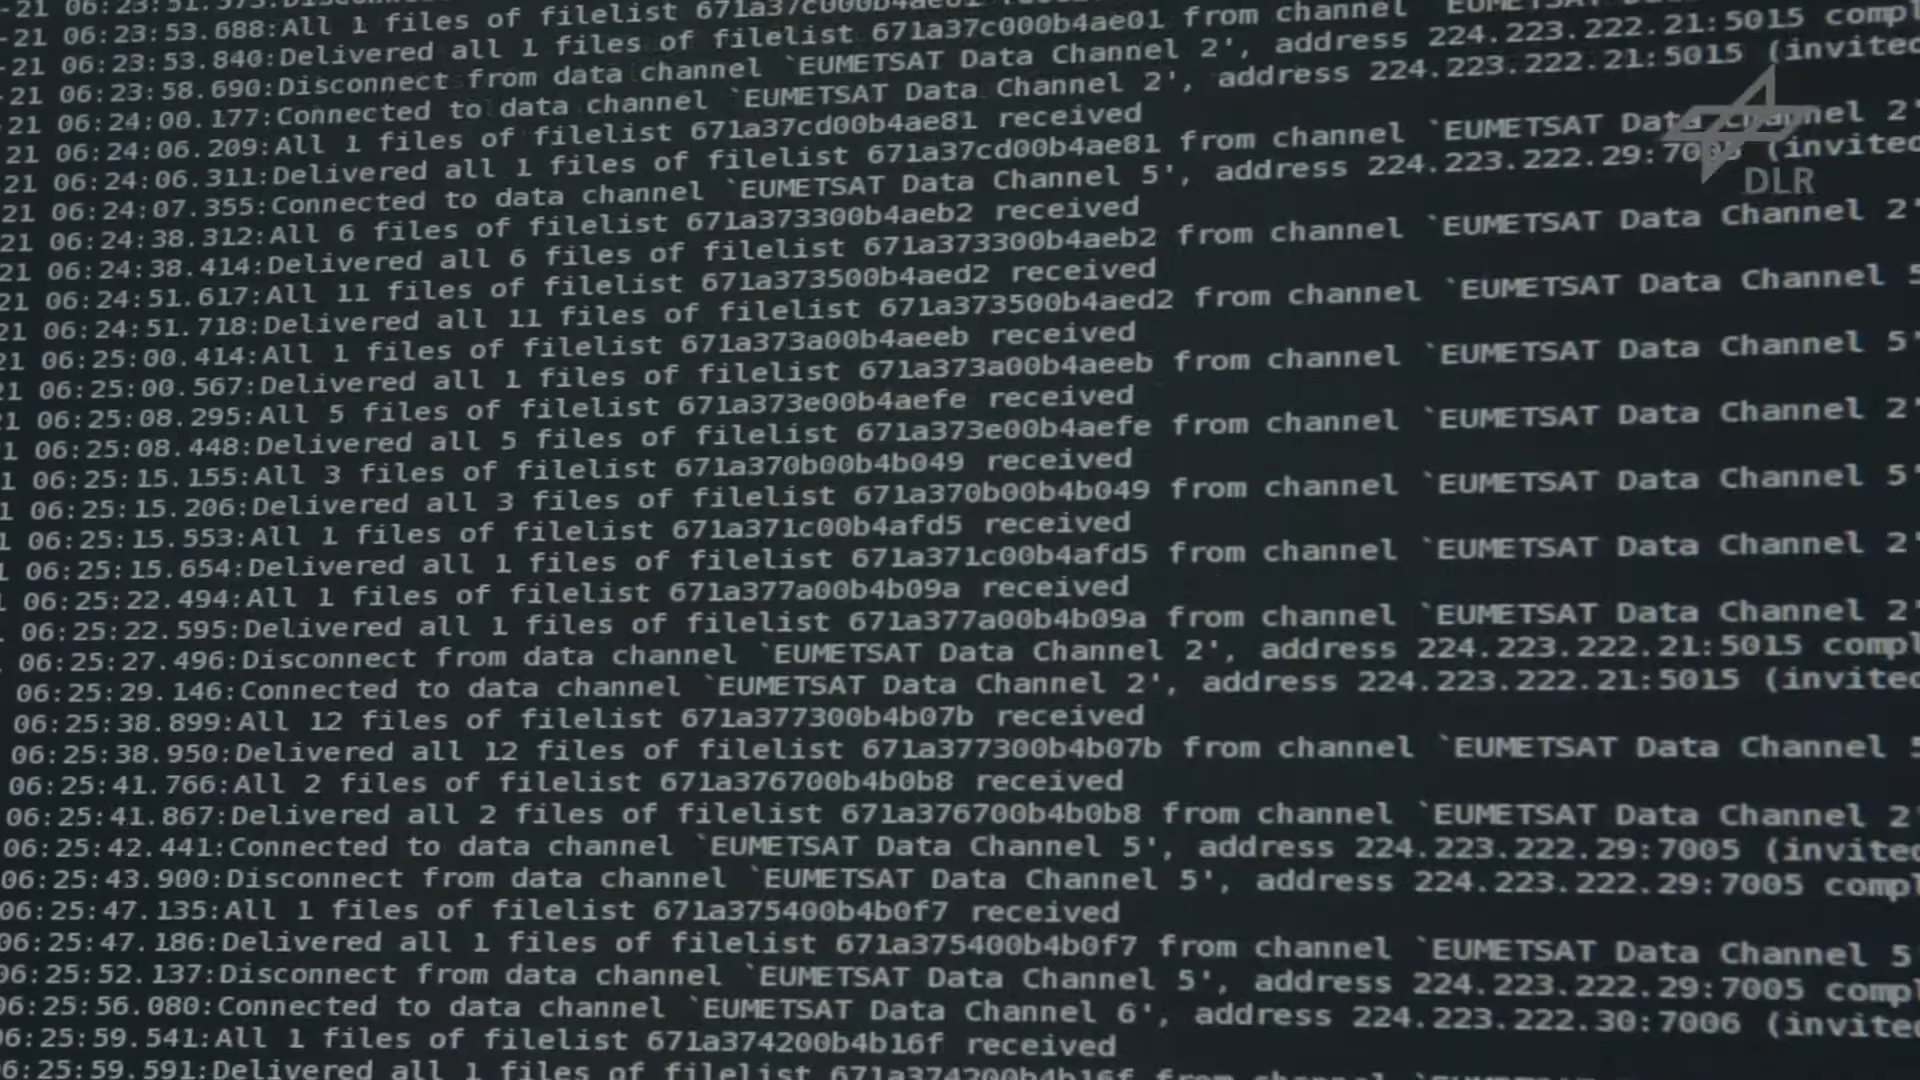 -21 06:23:53.688:All 1 files of filelist 671a37c000b4ae01
-21 06:23:53.840:Delivered all 1 files of filelist 671a37c000b4ae01 from channel
-21 06:23:58.690:Disconnect from data channel `EUMETSAT Data Channel 2', address 224.223.222.21:5015 compl
-21 06:24:00.177:Connected to data channel `EUMETSAT Data Channel 2', address 224.223.222.21:5015 (invited
21 06:24:06.209:All 1 files of filelist 671a37cd00b4ae81 received
21 06:24:06.311:Delivered all 1 files of filelist 671a37cd00b4ae81 from channel `EUMETSAT Data Channel 2'
21 06:24:07.355:Connected to data channel `EUMETSAT Data Channel 5', address 224.223.222.29:7005 (invited
21 06:24:38.312:All 6 files of filelist 671a373300b4aeb2 received
21 06:24:38.414:Delivered all 6 files of filelist 671a373300b4aeb2 from channel `EUMETSAT Data Channel 2'
21 06:24:51.617:All 11 files of filelist 671a373500b4aed2 received
21 06:24:51.718:Delivered all 11 files of filelist 671a373500b4aed2 from channel `EUMETSAT Data Channel 5
21 06:25:00.414:All 1 files of filelist 671a373a00b4aeeb received
21 06:25:00.567:Delivered all 1 files of filelist 671a373a00b4aeeb from channel `EUMETSAT Data Channel 5'
1 06:25:08.295:All 5 files of filelist 671a373e00b4aefe received
1 06:25:08.448:Delivered all 5 files of filelist 671a373e00b4aefe from channel `EUMETSAT Data Channel 2'
1 06:25:15.155:All 3 files of filelist 671a370b00b4b049 received
1 06:25:15.206:Delivered all 3 files of filelist 671a370b00b4b049 from channel `EUMETSAT Data Channel 5'
1 06:25:15.553:All 1 files of filelist 671a371c00b4afd5 received
06:25:15.654:Delivered all 1 files of filelist 671a371c00b4afd5 from channel `EUMETSAT Data Channel 2'
06:25:22.494:All 1 files of filelist 671a377a00b4b09a received
06:25:22.595:Delivered all 1 files of filelist 671a377a00b4b09a from channel `EUMETSAT Data Channel 2'
06:25:27.496:Disconnect from data channel `EUMETSAT Data Channel 2', address 224.223.222.21:5015 compl
06:25:29.146:Connected to data channel `EUMETSAT Data Channel 2', address 224.223.222.21:5015 (invited
06:25:38.899:All 12 files of filelist 671a377300b4b07b received
06:25:38.950:Delivered all 12 files of filelist 671a377300b4b07b from channel `EUMETSAT Data Channel 5
06:25:41.766:All 2 files of filelist 671a376700b4b0b8 received
06:25:41.867:Delivered all 2 files of filelist 671a376700b4b0b8 from channel `EUMETSAT Data Channel 2'
06:25:42.441:Connected to data channel `EUMETSAT Data Channel 5', address 224.223.222.29:7005 (invited
06:25:43.900:Disconnect from data channel `EUMETSAT Data Channel 5', address 224.223.222.29:7005 compl
06:25:47.135:All 1 files of filelist 671a375400b4b0f7 received
06:25:47.186:Delivered all 1 files of filelist 671a375400b4b0f7 from channel `EUMETSAT Data Channel 5
06:25:52.137:Disconnect from data channel `EUMETSAT Data Channel 5', address 224.223.222.29:7005 compl
06:25:56.080:Connected to data channel `EUMETSAT Data Channel 6', address 224.223.222.30:7006 (invited
06:25:59.541:All 1 files of filelist 671a374200b4b16f received
6:25:59.591:Delivered all 1 files of filelist 671a374200b4b16f from channel
DLR